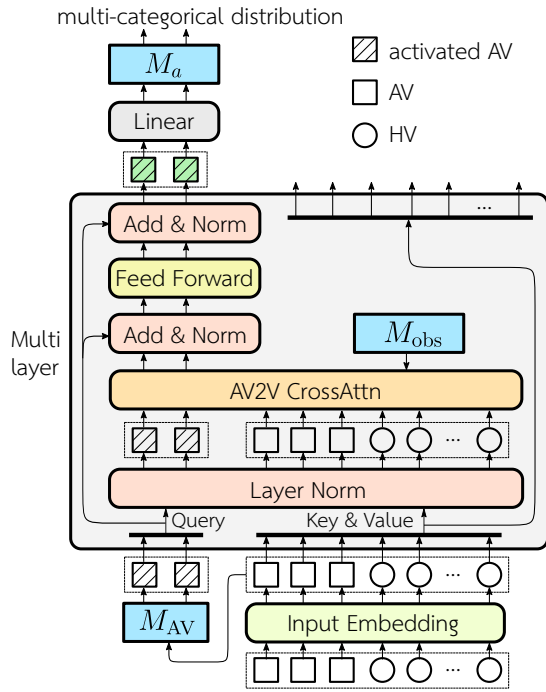 multi-categorical distribution
M_a
activated AV
AV
HV
Linear
...
Add & Norm
Feed Forward
Multi
layer
Add & Norm
M_obs
AV2V CrossAttn
...
Layer Norm
Query
Key & Value
...
M_AV
Input Embedding
...